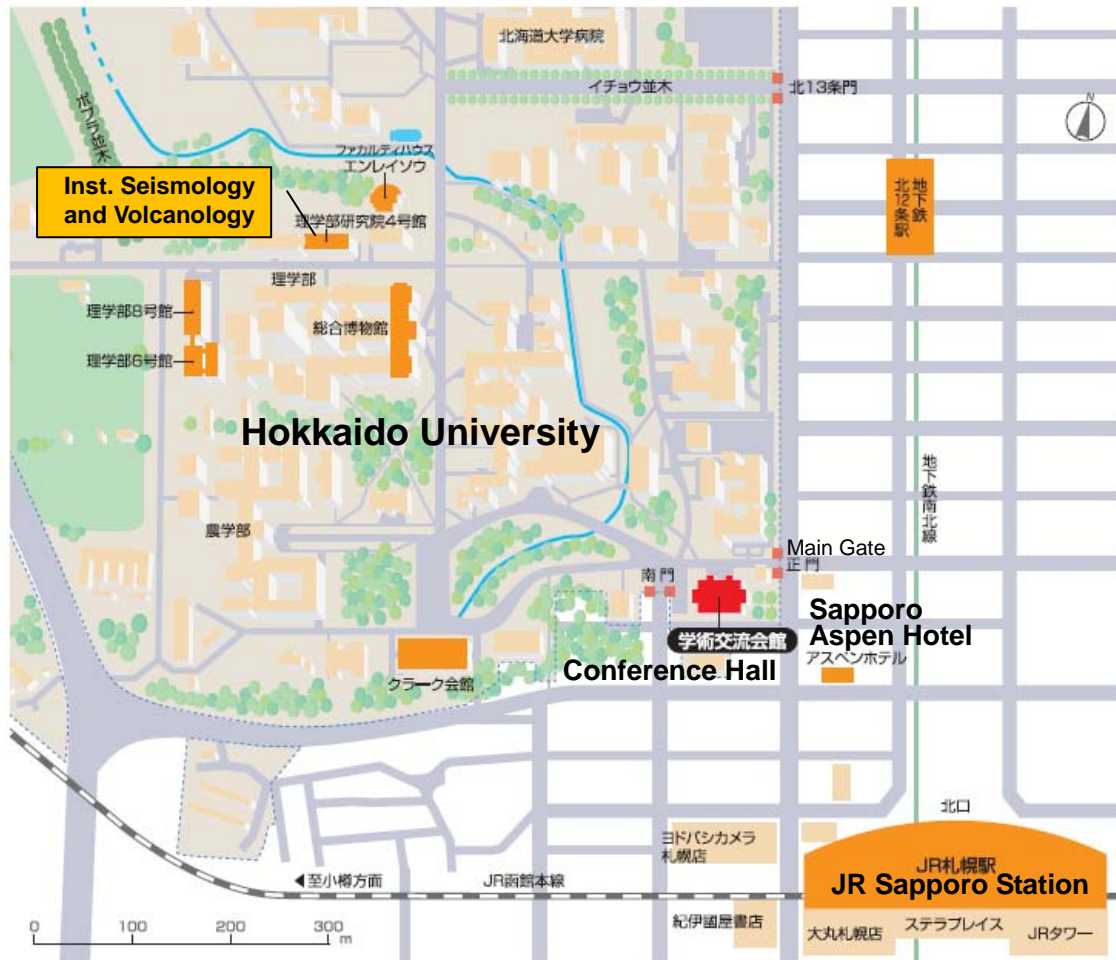 北海道大学病院
イチョウ並木
北13条門
N
ポプラ並木
ファカルティハウス
エンレイソウ
Inst. Seismology
and Volcanology
理学部研究院4号館
地下鉄
北12条駅
理学部
理学部8号館
総合博物館
理学部6号館
Hokkaido University
地下鉄南北線
農学部
Main Gate
正門
南門
学術交流会館
Conference Hall
Sapporo
Aspen Hotel
アスペンホテル
クラーク会館
北口
ヨドバシカメラ
札幌店
JR札幌駅
JR Sapporo Station
◀至小樽方面
JR函館本線
紀伊國屋書店
大丸札幌店
ステラプレイス
JRタワー
0 100 200 300
m